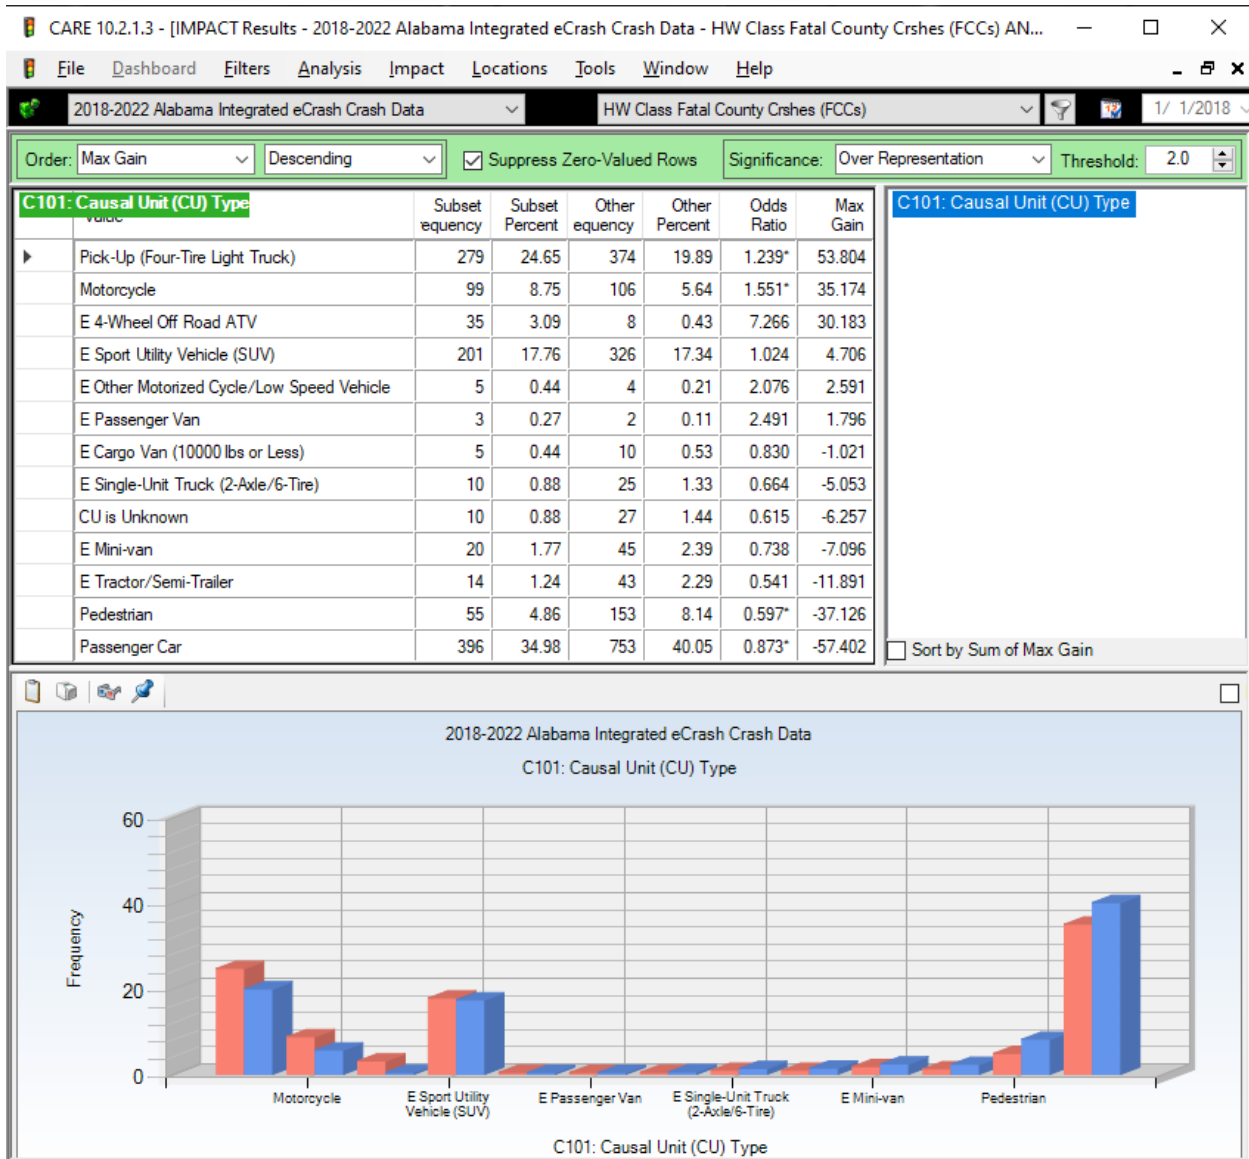 CARE 10.2.1.3 - [IMPACT Results - 2018-2022 Alabama Integrated eCrash Crash Data - HW Class Fatal County Crshes (FCCs) AN...
File Dashboard Filters Analysis Impact Locations Tools Window Help
2018-2022 Alabama Integrated eCrash Crash Data HW Class Fatal County Crshes (FCCs) 1/ 1/2018
Order: Max Gain Descending Suppress Zero-Valued Rows Significance: Over Representation Threshold: 2.0
C101: Causal Unit (CU) Type Subset equency Subset Percent Other equency Other Percent Odds Ratio Max Gain
C101: Causal Unit (CU) Type
Pick-Up (Four-Tire Light Truck) 279 24.65 374 19.89 1.239* 53.804
Motorcycle 99 8.75 106 5.64 1.551* 35.174
E 4-Wheel Off Road ATV 35 3.09 8 0.43 7.266 30.183
E Sport Utility Vehicle (SUV) 201 17.76 326 17.34 1.024 4.706
E Other Motorized Cycle/Low Speed Vehicle 5 0.44 4 0.21 2.076 2.591
E Passenger Van 3 0.27 2 0.11 2.491 1.796
E Cargo Van (10000 lbs or Less) 5 0.44 10 0.53 0.830 -1.021
E Single-Unit Truck (2-Axle/6-Tire) 10 0.88 25 1.33 0.664 -5.053
CU is Unknown 10 0.88 27 1.44 0.615 -6.257
E Mini-van 20 1.77 45 2.39 0.738 -7.096
E Tractor/Semi-Trailer 14 1.24 43 2.29 0.541 -11.891
Pedestrian 55 4.86 153 8.14 0.597* -37.126
Passenger Car 396 34.98 753 40.05 0.873* -57.402
Sort by Sum of Max Gain
2018-2022 Alabama Integrated eCrash Crash Data
C101: Causal Unit (CU) Type
60
40
20
0
Frequency
Motorcycle
E Sport Utility
Vehicle (SUV)
E Passenger Van
E Single-Unit Truck
(2-Axle/6-Tire)
E Mini-van
Pedestrian
C101: Causal Unit (CU) Type